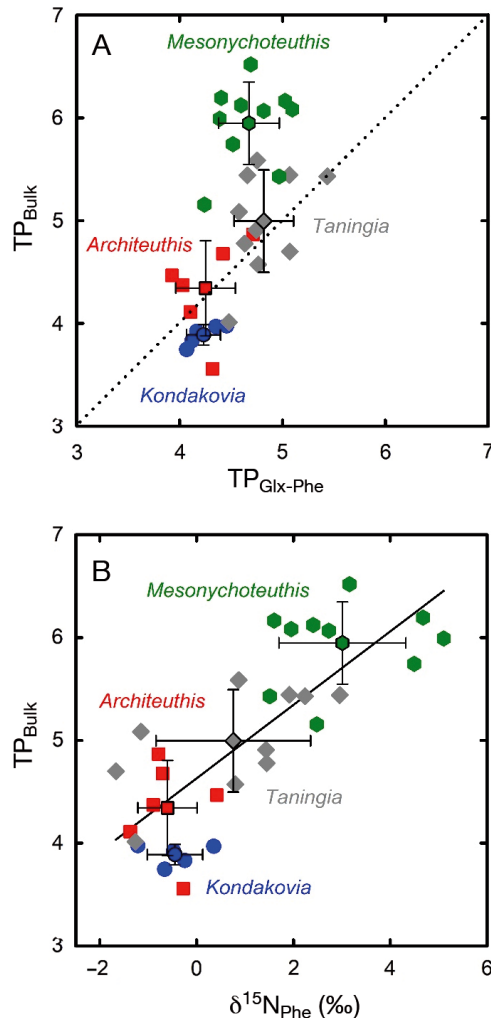 7
A
Mesonychoteuthis
6
TP_Bulk
5
Taningia
Architeuthis
4
Kondakovia
3
3 4 5 6 7
TP_Glx-Phe
7
B
Mesonychoteuthis
6
Architeuthis
TP_Bulk
5
Taningia
4
Kondakovia
3
−2 0 2 4 6
δ¹⁵N_Phe (‰)